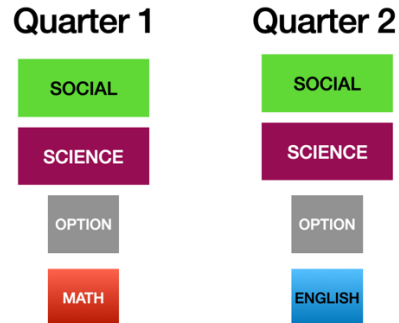 Quarter 1
SOCIAL
SCIENCE
OPTION
MATH
Quarter 2
SOCIAL
SCIENCE
OPTION
ENGLISH